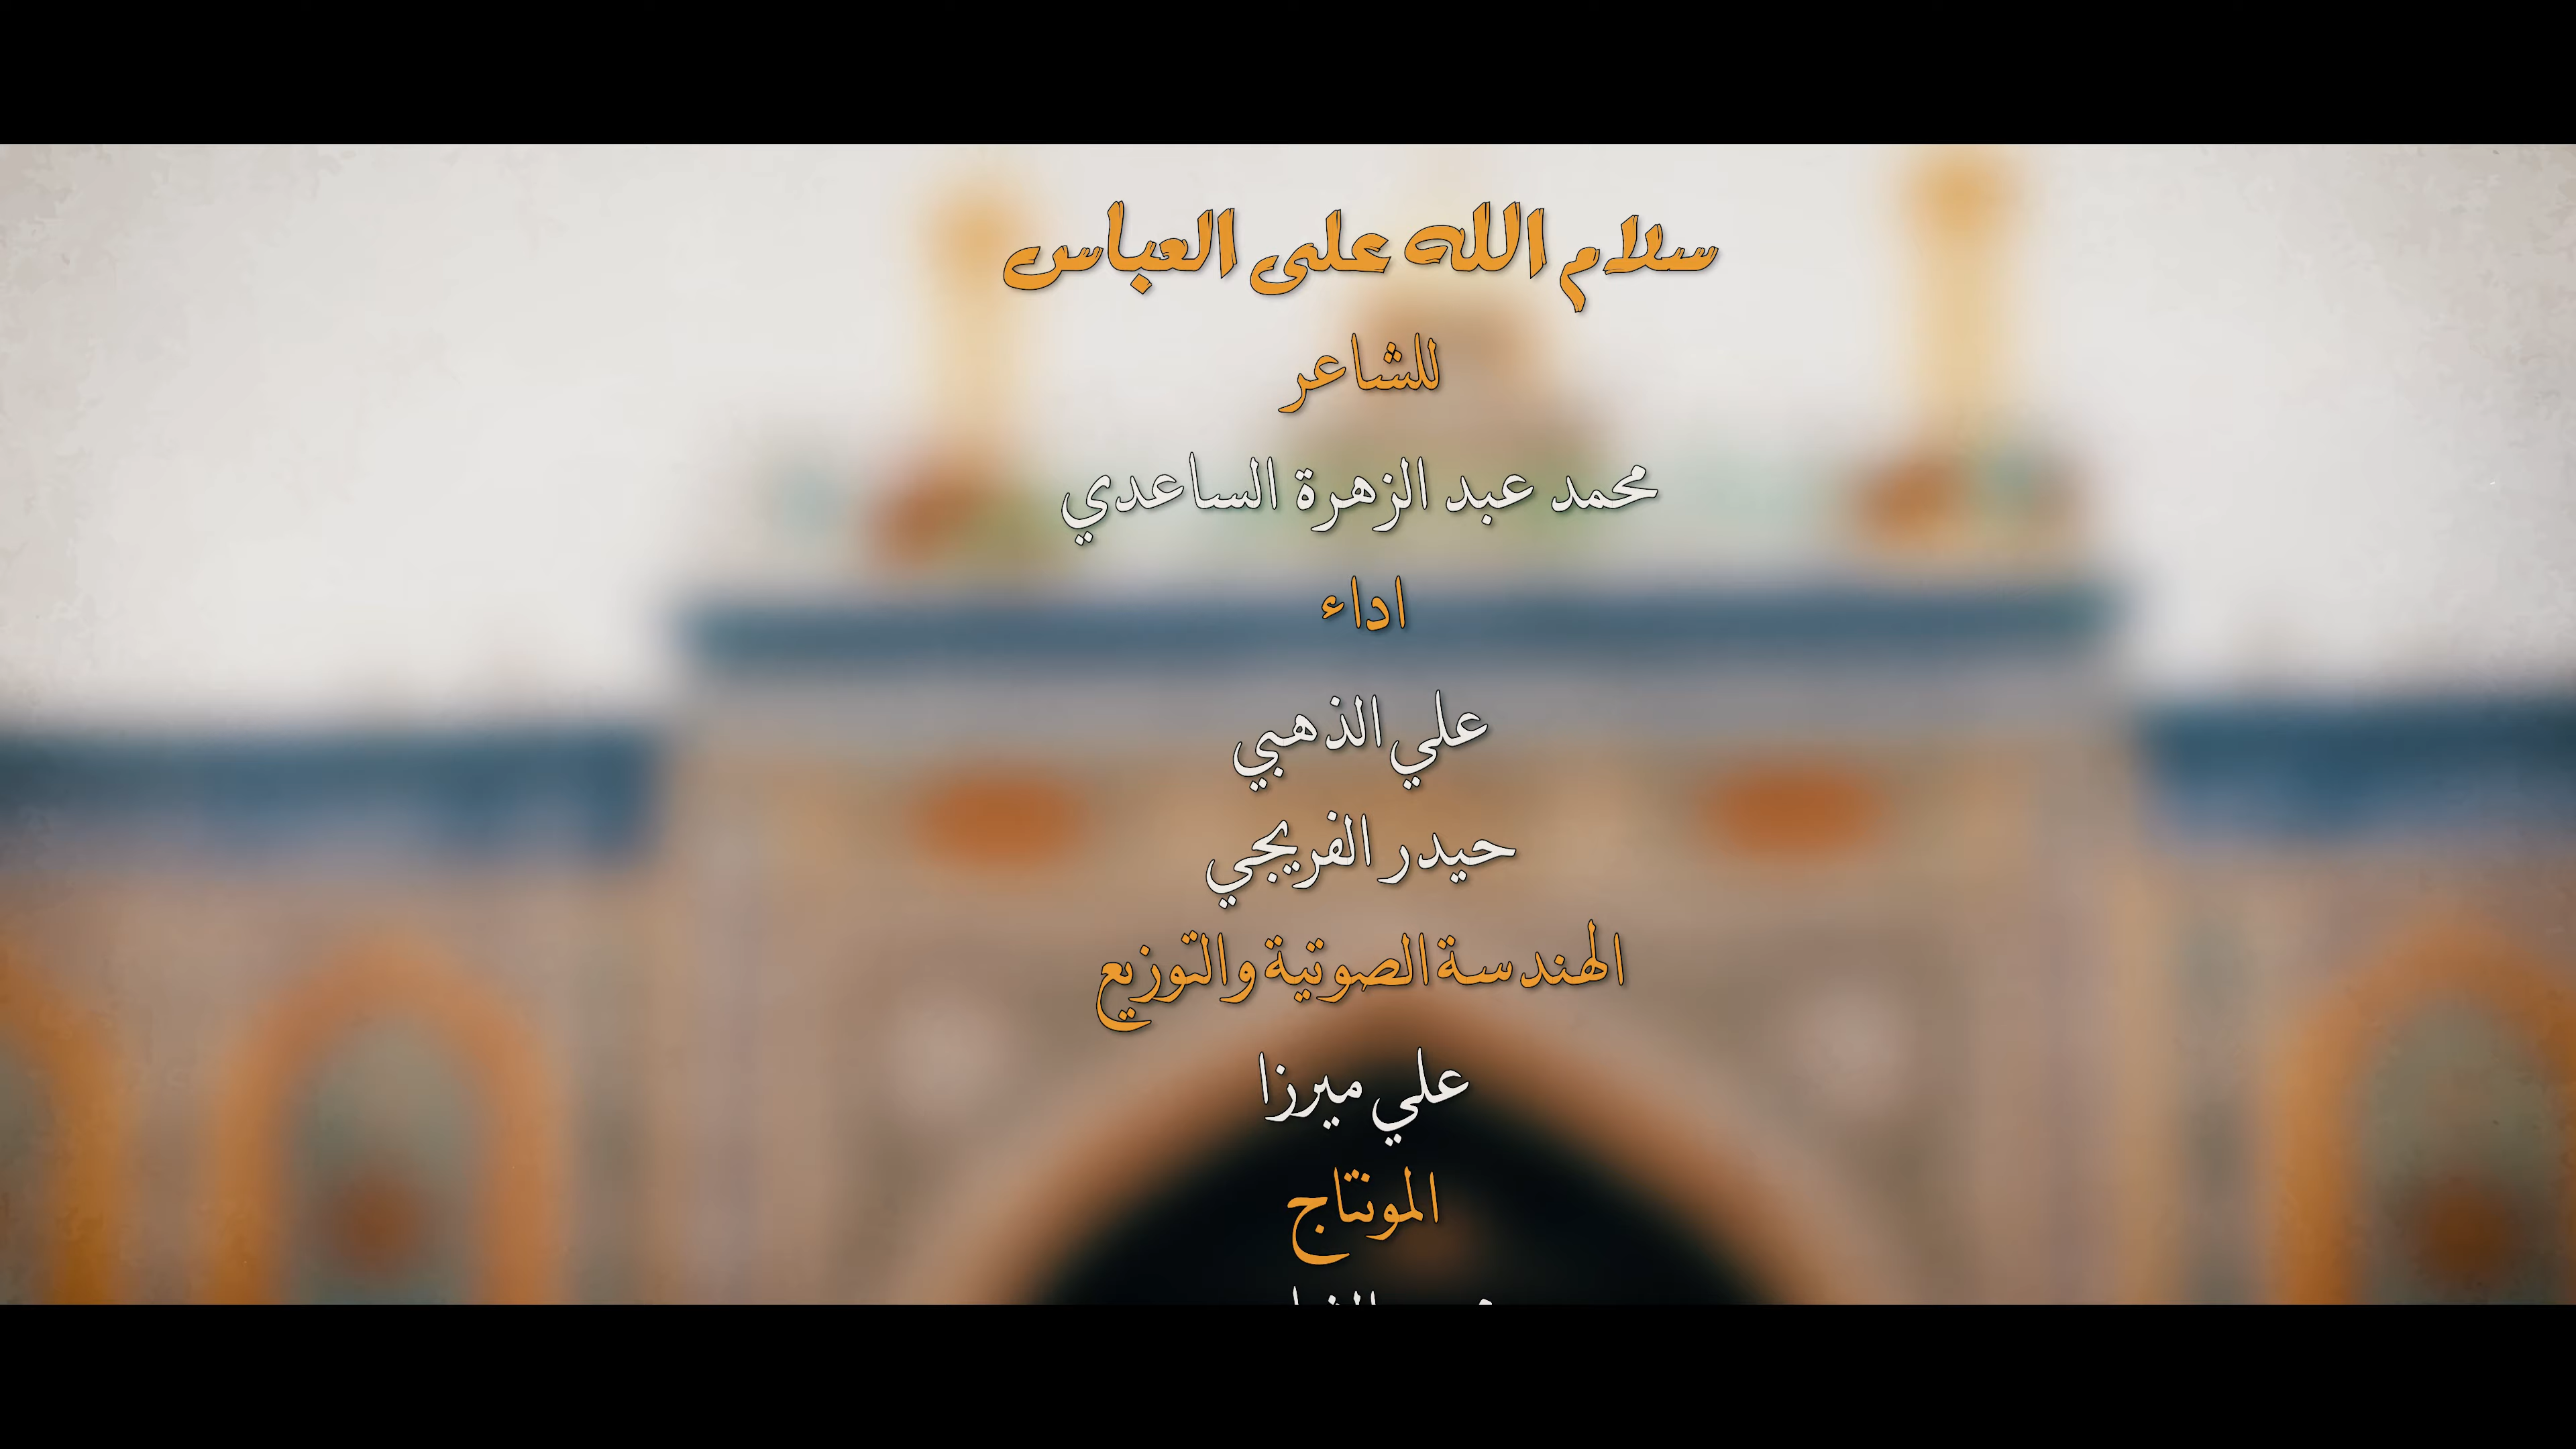 سلام الله على العباس
للشاعر
محمد عبد الزهرة الساعدي
اداء
علي الذهبي
حيدر الفريجي
الهندسة الصوتية والتوزيع
علي ميرزا
المونتاج